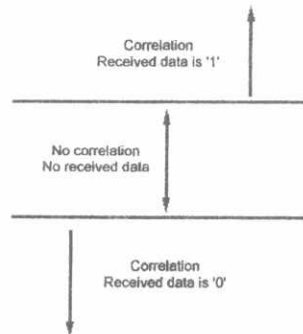 Correlation
Received data is '1'
No correlation
No received data
Correlation
Received data is '0'